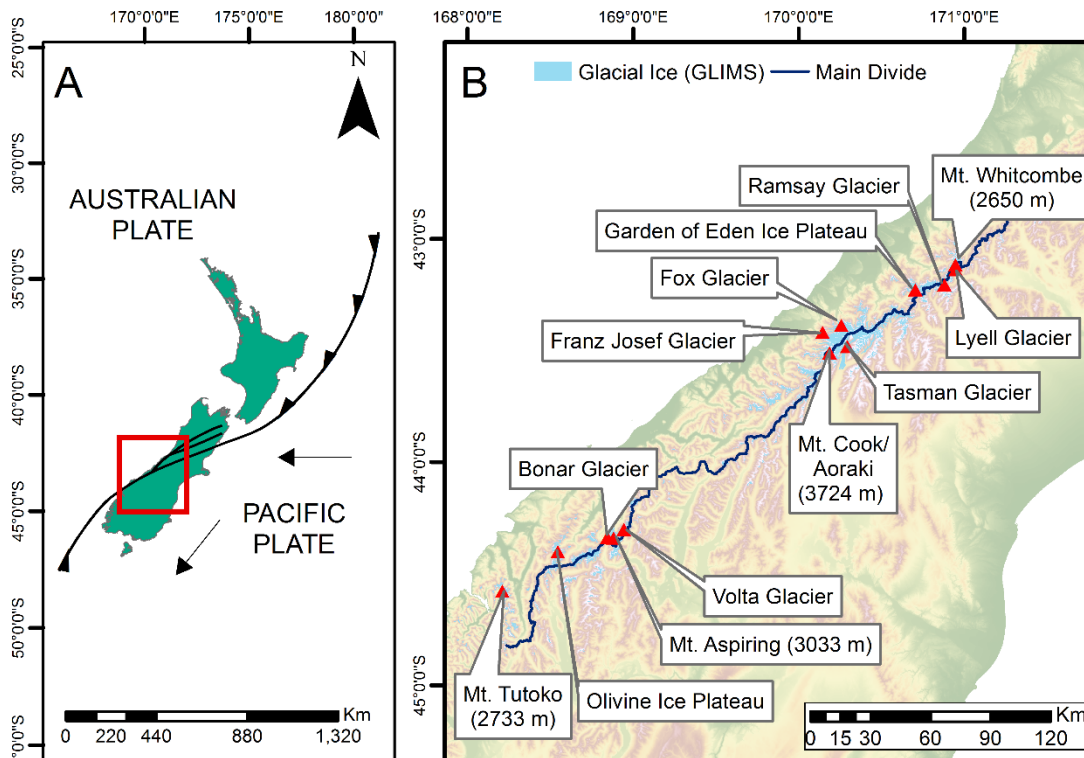 170°0'0"E 175°0'0"E 180°0'0"
25°0'0"S
30°0'0"S
35°0'0"S
40°0'0"S
45°0'0"S
50°0'0"S
°0'0"S
A
N
AUSTRALIAN
PLATE
PACIFIC
PLATE
Km
0 220 440 880 1,320
168°0'0"E 169°0'0"E 170°0'0"E 171°0'0"E
43°0'0"S
44°0'0"S
45°0'0"S
B
Glacial Ice (GLIMS)
Main Divide
Mt. Whitcombe
(2650 m)
Ramsay Glacier
Garden of Eden Ice Plateau
Fox Glacier
Franz Josef Glacier
Lyell Glacier
Tasman Glacier
Mt. Cook/
Aoraki
(3724 m)
Bonar Glacier
Volta Glacier
Mt. Aspiring (3033 m)
Olivine Ice Plateau
Mt. Tutoko
(2733 m)
Km
0 15 30 60 90 120